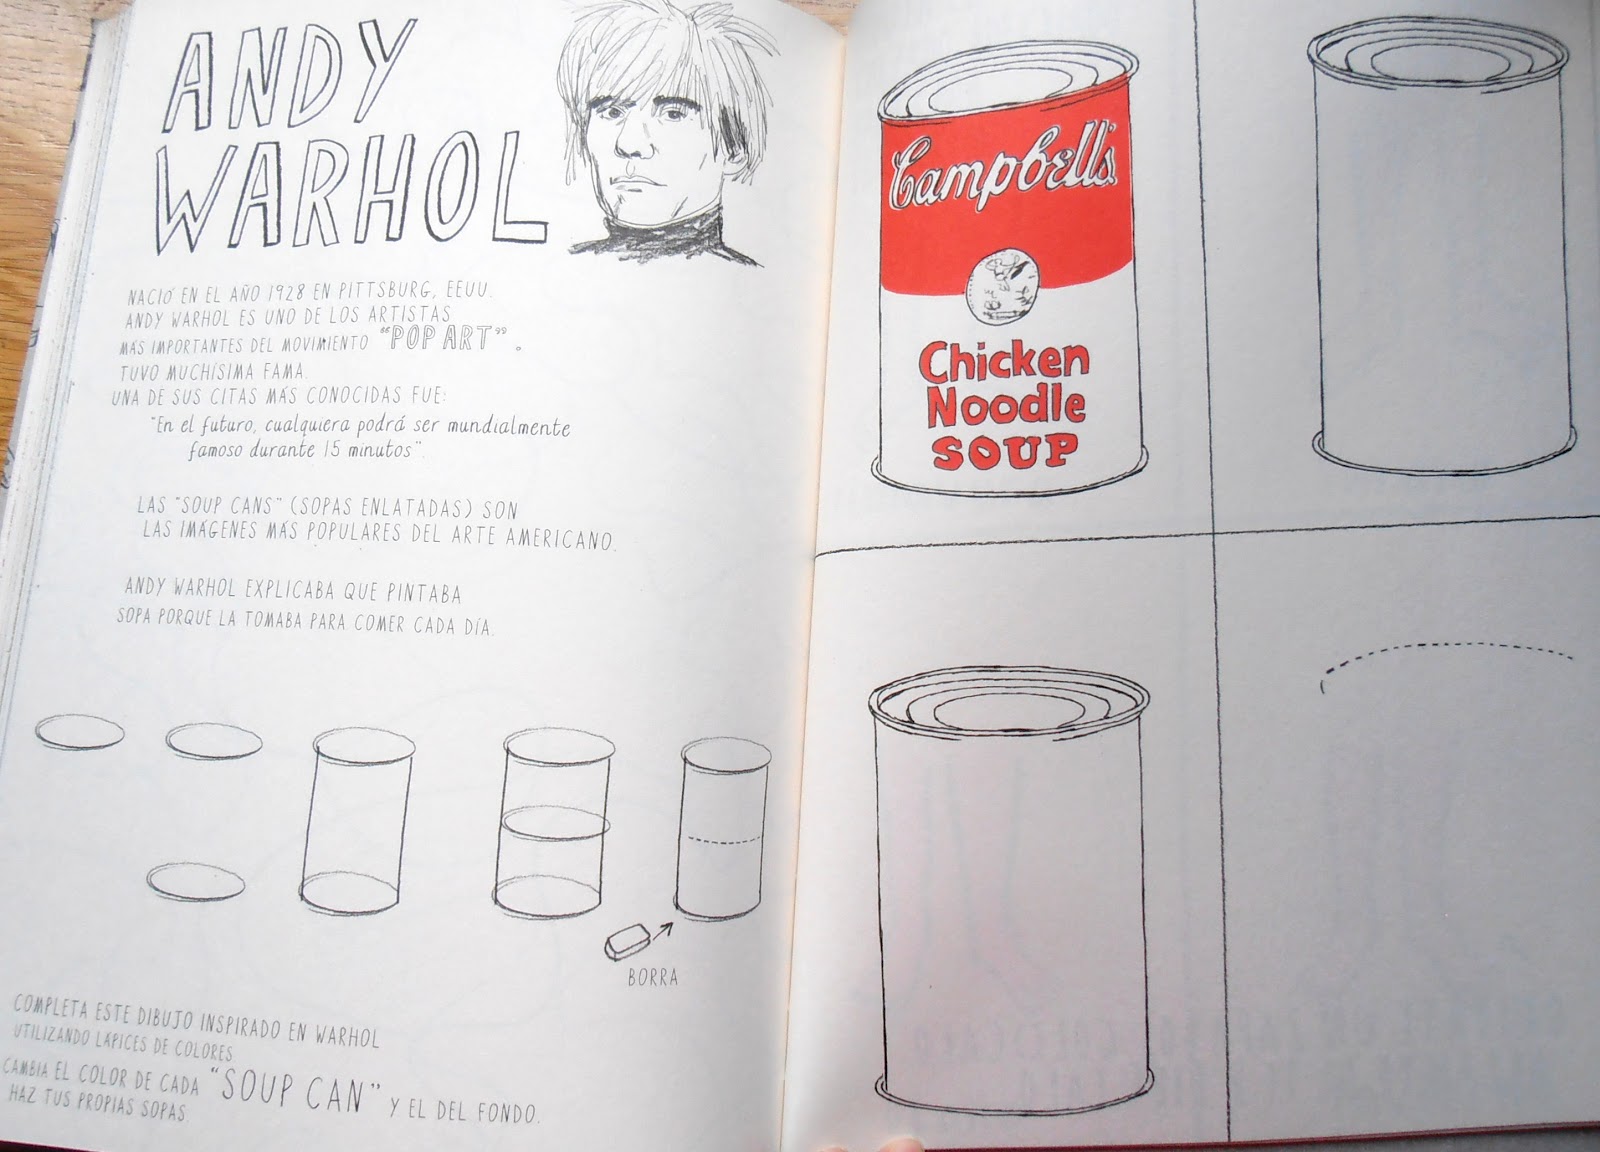 ANDY
WARHOL
NACIÓ EN EL AÑO 1928 EN PITTSBURG, EEUU.
ANDY WARHOL ES UNO DE LOS ARTISTAS
MÁS IMPORTANTES DEL MOVIMIENTO "POP ART".
TUVO MUCHÍSIMA FAMA.
UNA DE SUS CITAS MÁS CONOCIDAS FUE:
"En el futuro, cualquiera podrá ser mundialmente
famoso durante 15 minutos".
LAS "SOUP CANS" (SOPAS ENLATADAS) SON
LAS IMÁGENES MÁS POPULARES DEL ARTE AMERICANO.
ANDY WARHOL EXPLICABA QUE PINTABA
SOPA PORQUE LA TOMABA PARA COMER CADA DÍA.
BORRA
COMPLETA ESTE DIBUJO INSPIRADO EN WARHOL
UTILIZANDO LÁPICES DE COLORES
CAMBIA EL COLOR DE CADA "SOUP CAN" Y EL DEL FONDO.
HAZ TUS PROPIAS SOPAS.
Campbell's
Chicken
Noodle
SOUP